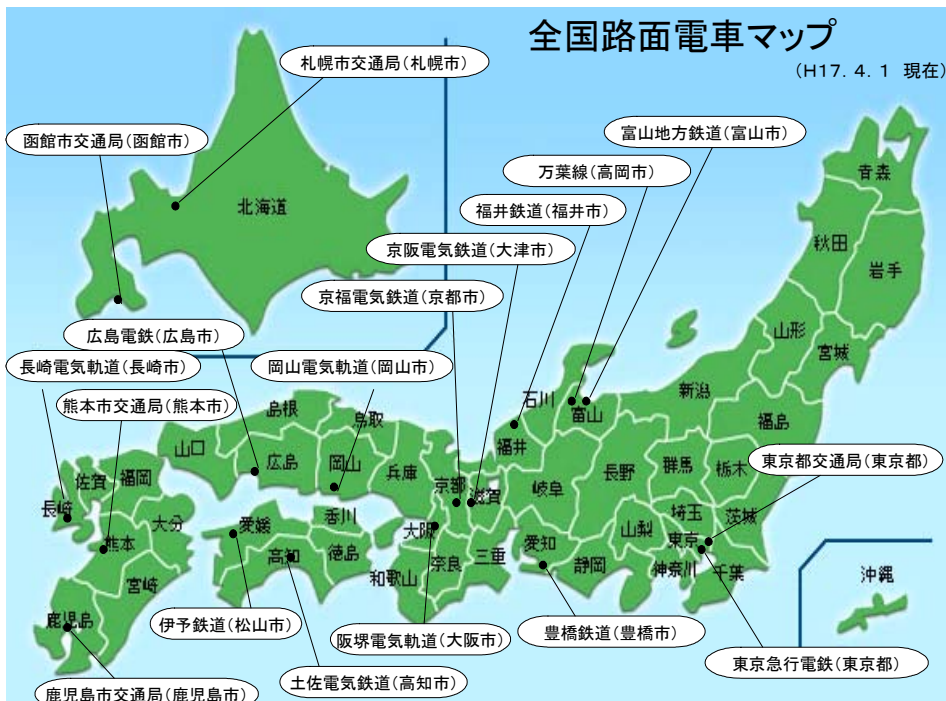 全国路面電車マップ
(H17.4.1 現在)
札幌市交通局(札幌市)
函館市交通局(函館市)
富山地方鉄道(富山市)
万葉線(高岡市)
福井鉄道(福井市)
京阪電気鉄道(大津市)
京福電気鉄道(京都市)
広島電鉄(広島市)
長崎電気軌道(長崎市)
岡山電気軌道(岡山市)
熊本市交通局(熊本市)
東京都交通局(東京都)
伊予鉄道(松山市)
阪堺電気軌道(大阪市)
豊橋鉄道(豊橋市)
東京急行電鉄(東京都)
土佐電気鉄道(高知市)
鹿児島市交通局(鹿児島市)
北海道
青森
秋田
岩手
山形
宮城
新潟
福島
石川
富山
福井
長野
群馬
栃木
茨城
埼玉
東京
千葉
神奈川
山梨
静岡
愛知
岐阜
三重
滋賀
京都
奈良
大阪
和歌山
兵庫
鳥取
島根
岡山
広島
山口
香川
徳島
愛媛
高知
福岡
佐賀
長崎
大分
熊本
宮崎
鹿児島
沖縄